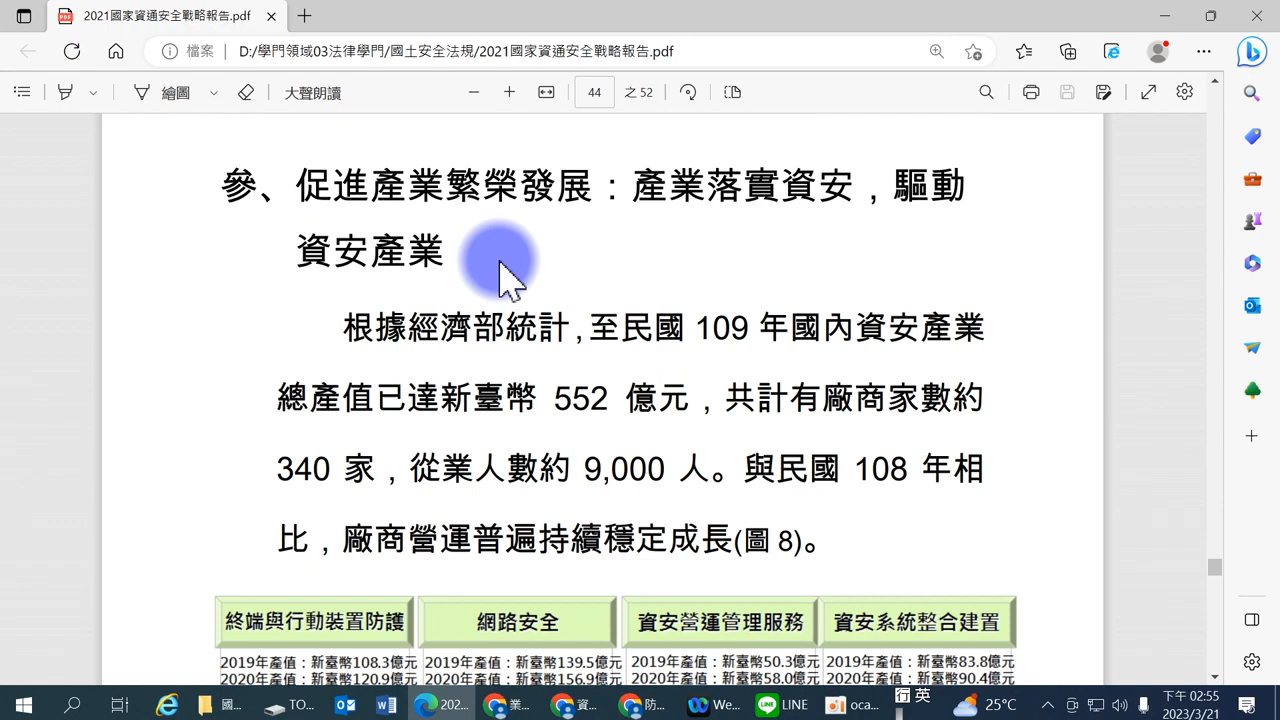 2021國家資通安全戰略報告.pdf
檔案 D:/學門領域03法律學門/國土安全法規/2021國家資通安全戰略報告.pdf
繪圖 大聲朗讀 44 之 52
參、促進產業繁榮發展：產業落實資安，驅動
資安產業
根據經濟部統計，至民國 109 年國內資安產業
總產值已達新臺幣 552 億元，共計有廠商家數約
340 家，從業人數約 9,000 人。與民國 108 年相
比，廠商營運普遍持續穩定成長(圖 8)。
終端與行動裝置防護 網路安全 資安營運管理服務 資安系統整合建置
2019年產值：新臺幣108.3億元 2019年產值：新臺幣139.5億元 2019年產值：新臺幣50.3億元 2019年產值：新臺幣83.8億元
2020年產值：新臺幣120.9億元 2020年產值：新臺幣156.9億元 2020年產值：新臺幣58.0億元 2020年產值：新臺幣90.4億元
國... TO... 202... 業... 資... 防... We... LINE oca... 行 英 25°C 下午 02:55
2023/3/21